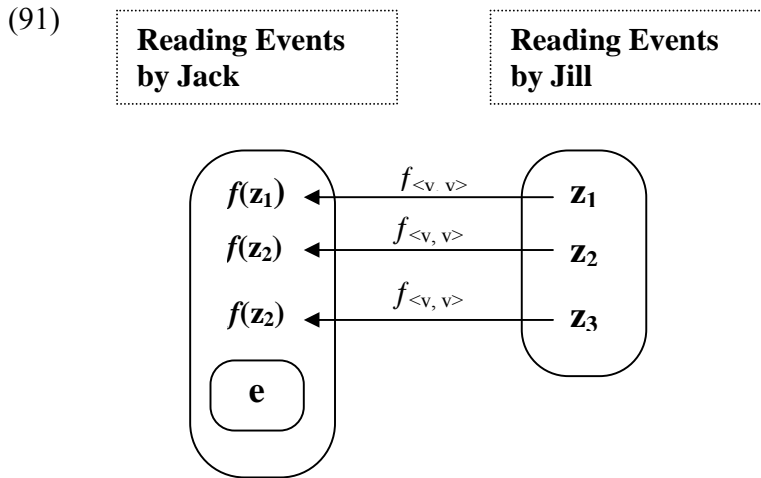 (91)
Reading Events by Jack
Reading Events by Jill
f(z₁) f<v, v> z₁
f(z₂) f<v, v> z₂
f(z₂) f<v, v> z₃
e